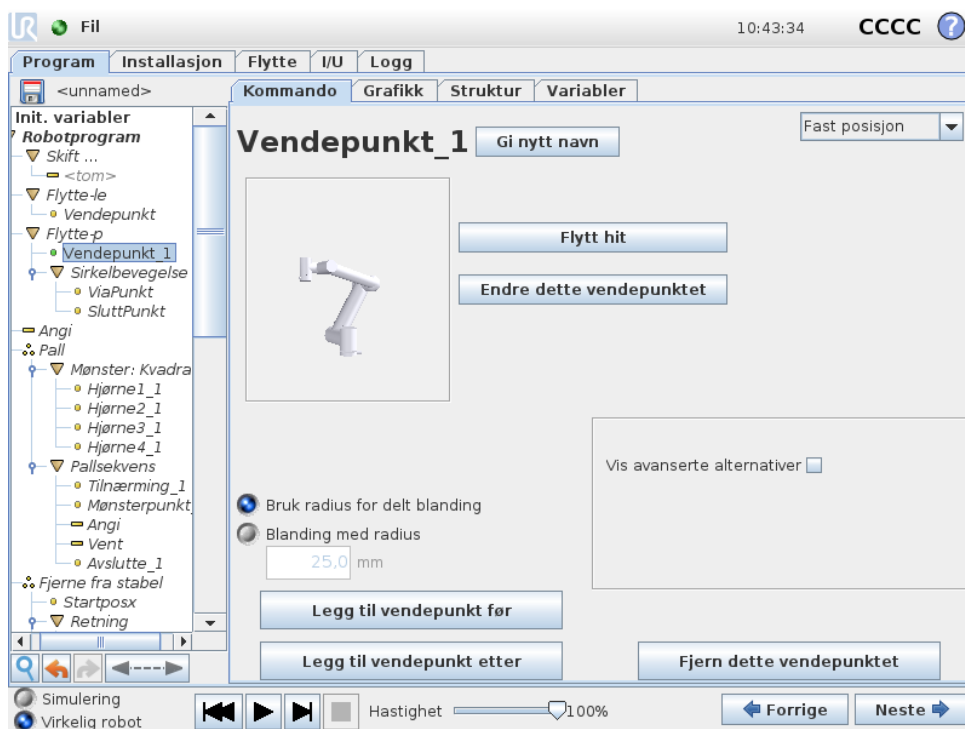 UR Fil 10:43:34 CCCC ?
Program Installasjon Flytte I/U Logg
<unnamed>
Kommando Grafikk Struktur Variabler
Init. variabler
Robotprogram
Skift ...
<tom>
Flytte-le
Vendepunkt
Flytte-p
Vendepunkt_1
Sirkelbevegelse
ViaPunkt
SluttPunkt
Angi
Pall
Mønster: Kvadra
Hjørne1_1
Hjørne2_1
Hjørne3_1
Hjørne4_1
Pallsekvens
Tilnærming_1
Mønsterpunkt_
Angi
Vent
Avslutte_1
Fjerne fra stabel
Startposx
Retning
Vendepunkt_1 Gi nytt navn
Fast posisjon
Flytt hit
Endre dette vendepunktet
Vis avanserte alternativer
Bruk radius for delt blanding
Blanding med radius
25,0 mm
Legg til vendepunkt før
Legg til vendepunkt etter Fjern dette vendepunktet
Simulering
Virkelig robot
Hastighet 100% Forrige Neste